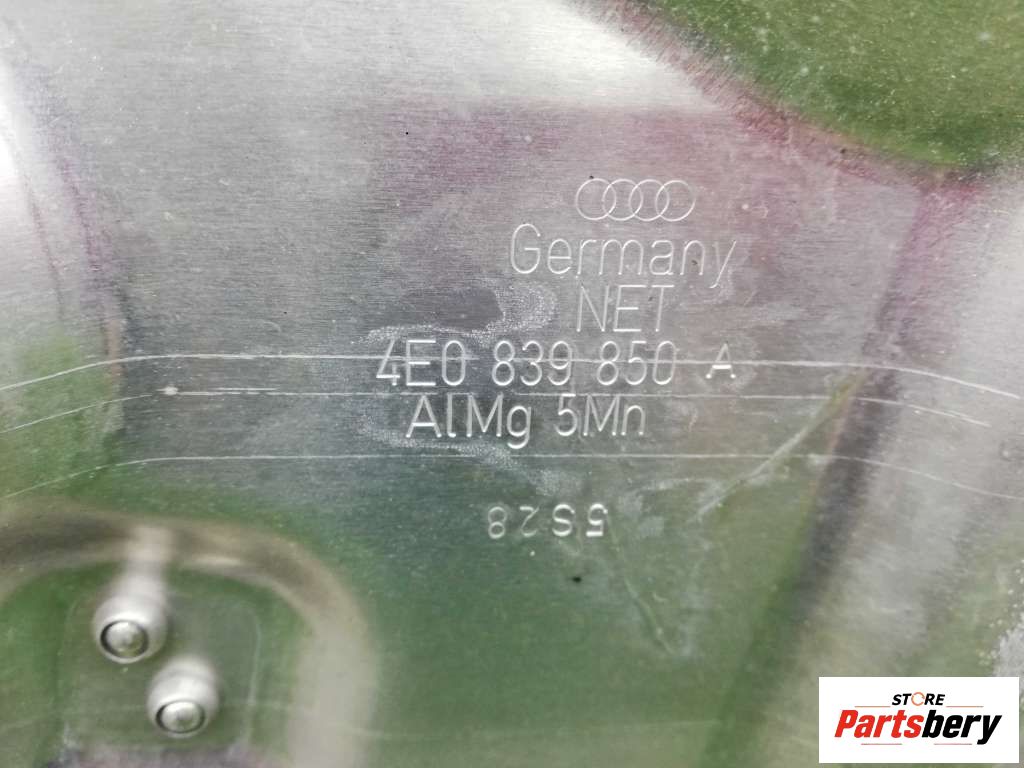 Germany
NET
4E0 839 850 A
AlMg 5Mn
5S28
STORE
Partsbery